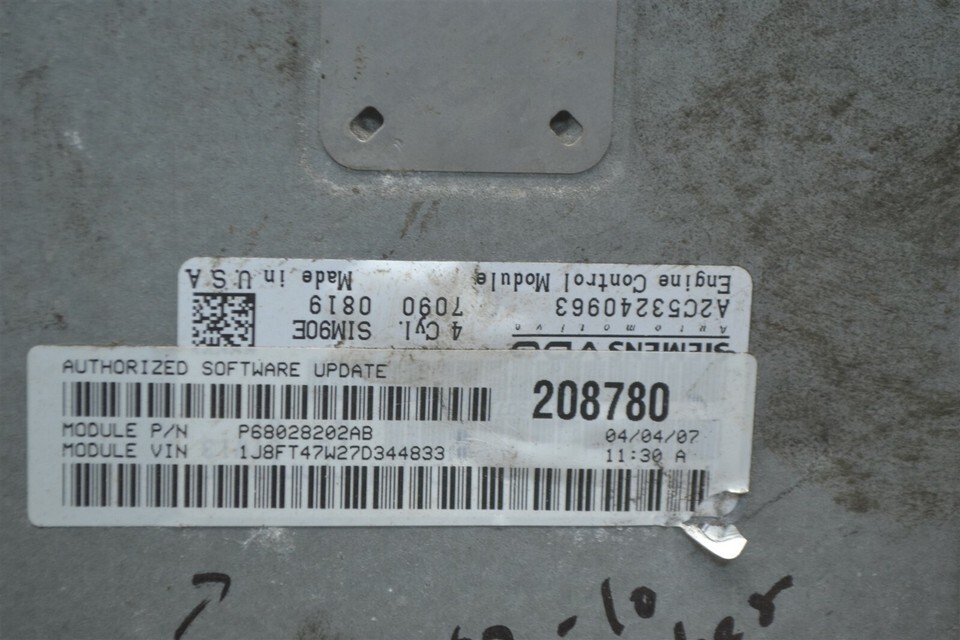 SIEMENS VDO
Automotive
A2C53240963
Engine Control Module
4 Cyl. SIM90E
7090 0819
Made in U S A
AUTHORIZED SOFTWARE UPDATE
208780
MODULE P/N P68028202AB 04/04/07
MODULE VIN 1J8FT47W27D344833 11:30 A